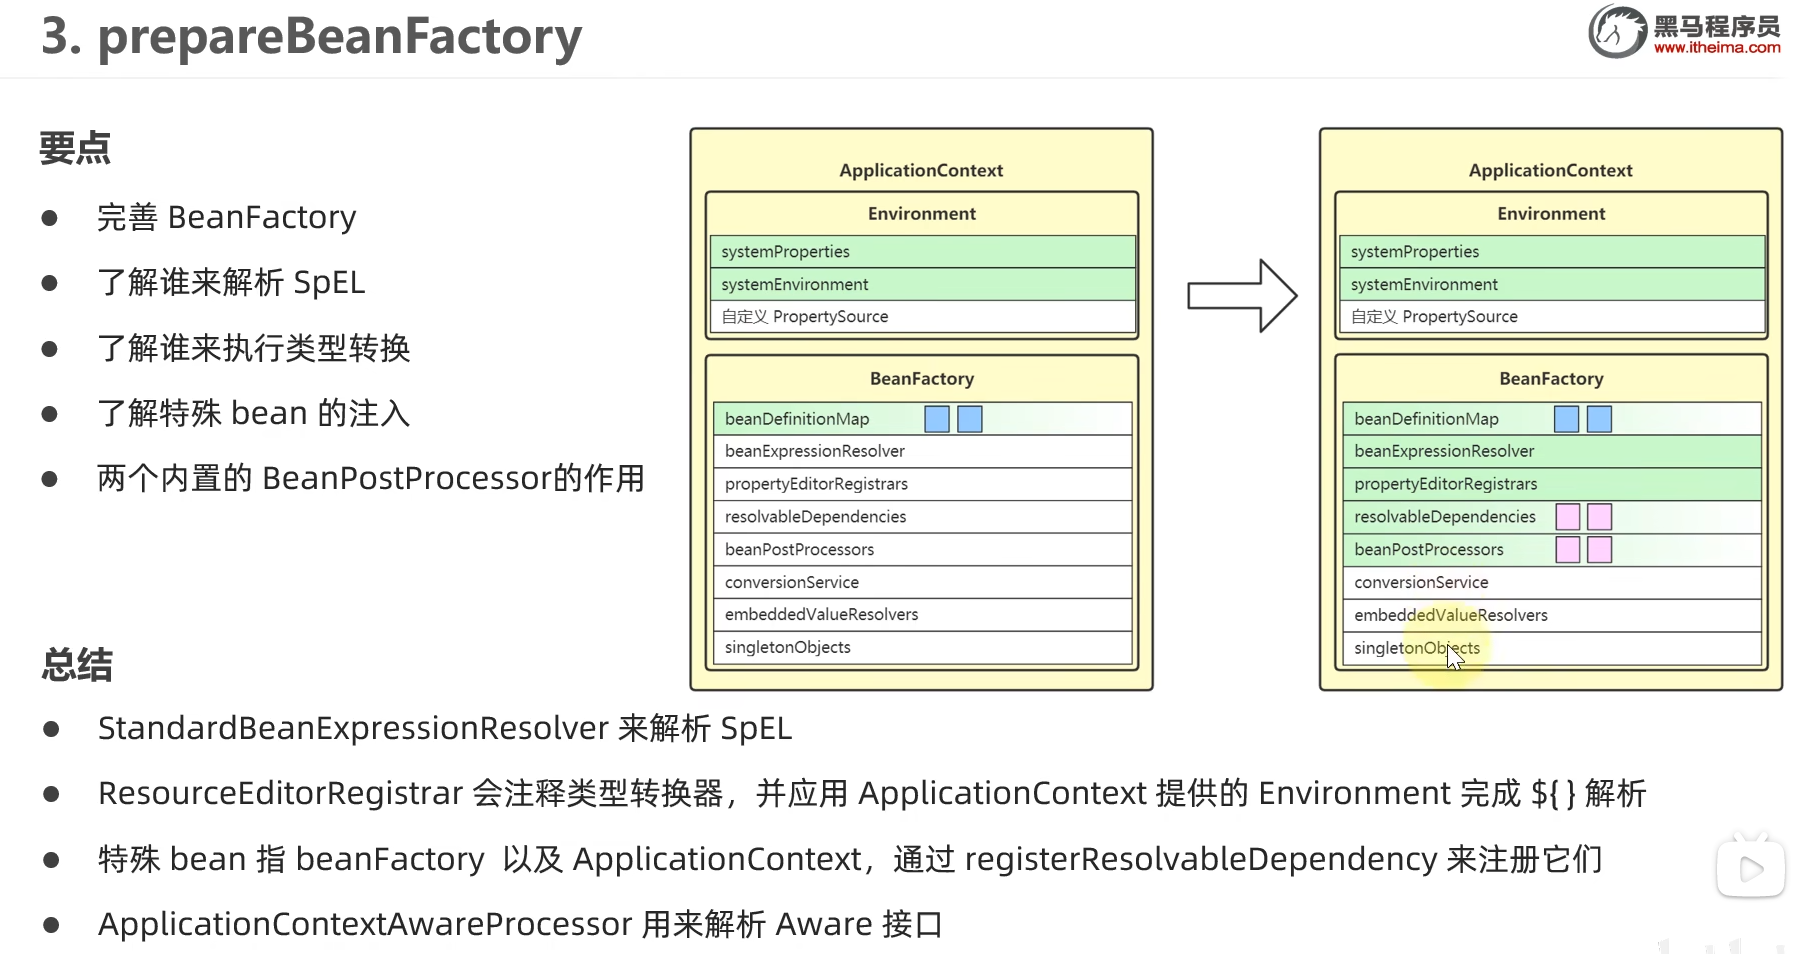 3. prepareBeanFactory
黑马程序员
www.itheima.com
要点
完善 BeanFactory
了解谁来解析 SpEL
了解谁来执行类型转换
了解特殊 bean 的注入
两个内置的 BeanPostProcessor的作用
ApplicationContext
Environment
systemProperties
systemEnvironment
自定义 PropertySource
BeanFactory
beanDefinitionMap
beanExpressionResolver
propertyEditorRegistrars
resolvableDependencies
beanPostProcessors
conversionService
embeddedValueResolvers
singletonObjects
ApplicationContext
Environment
systemProperties
systemEnvironment
自定义 PropertySource
BeanFactory
beanDefinitionMap
beanExpressionResolver
propertyEditorRegistrars
resolvableDependencies
beanPostProcessors
conversionService
embeddedValueResolvers
singletonObjects
总结
StandardBeanExpressionResolver 来解析 SpEL
ResourceEditorRegistrar 会注释类型转换器，并应用 ApplicationContext 提供的 Environment 完成 ${ } 解析
特殊 bean 指 beanFactory 以及 ApplicationContext，通过 registerResolvableDependency 来注册它们
ApplicationContextAwareProcessor 用来解析 Aware 接口